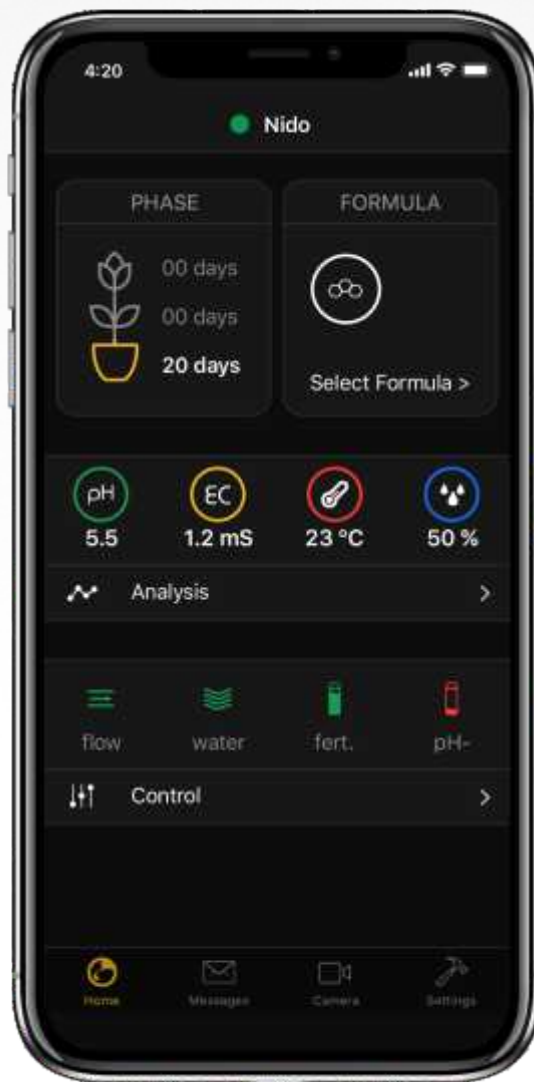 4:20
Nido
PHASE
00 days
00 days
20 days
FORMULA
Select Formula >
pH
EC
5.5
1.2 mS
23 °C
50 %
Analysis
flow
water
fert.
pH-
Control
Home
Messages
Camera
Settings